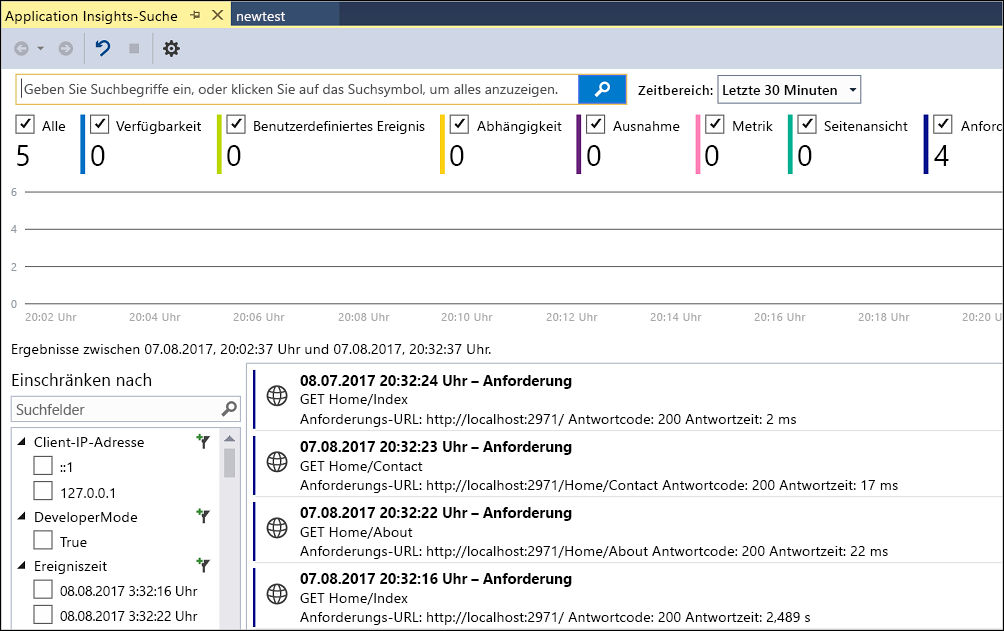 Application Insights-Suche newtest
Geben Sie Suchbegriffe ein, oder klicken Sie auf das Suchsymbol, um alles anzuzeigen. Zeitbereich: Letzte 30 Minuten
Alle Verfügbarkeit Benutzerdefiniertes Ereignis Abhängigkeit Ausnahme Metrik Seitenansicht Anford
5 0 0 0 0 0 0 4
6
4
2
0
20:02 Uhr 20:04 Uhr 20:06 Uhr 20:08 Uhr 20:10 Uhr 20:12 Uhr 20:14 Uhr 20:16 Uhr 20:18 Uhr 20:20 U
Ergebnisse zwischen 07.08.2017, 20:02:37 Uhr und 07.08.2017, 20:32:37 Uhr.
Einschränken nach
Suchfelder
Client-IP-Adresse
::1
127.0.0.1
DeveloperMode
True
Ereigniszeit
08.08.2017 3:32:16 Uhr
08.08.2017 3:32:22 Uhr
08.07.2017 20:32:24 Uhr – Anforderung
GET Home/Index
Anforderungs-URL: http://localhost:2971/ Antwortcode: 200 Antwortzeit: 2 ms
07.08.2017 20:32:23 Uhr – Anforderung
GET Home/Contact
Anforderungs-URL: http://localhost:2971/Home/Contact Antwortcode: 200 Antwortzeit: 17 ms
07.08.2017 20:32:22 Uhr – Anforderung
GET Home/About
Anforderungs-URL: http://localhost:2971/Home/About Antwortcode: 200 Antwortzeit: 22 ms
07.08.2017 20:32:16 Uhr – Anforderung
GET Home/Index
Anforderungs-URL: http://localhost:2971/ Antwortcode: 200 Antwortzeit: 2,489 s